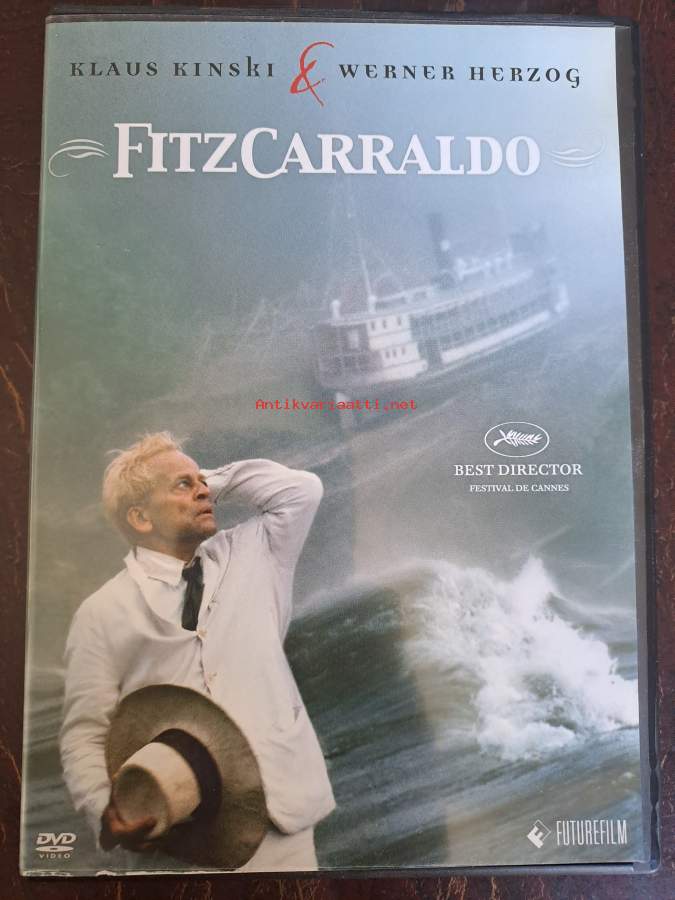 KLAUS KINSKI & WERNER HERZOG
FITZCARRALDO
Antikvariaatti.net
BEST DIRECTOR
FESTIVAL DE CANNES
DVD
VIDEO
FUTUREFILM